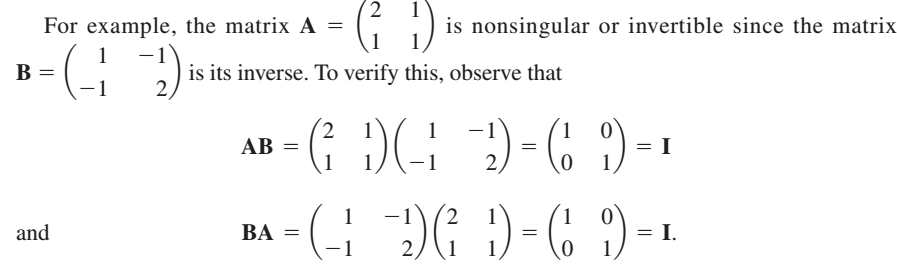 For example, the matrix A = (2 1; 1 1) is nonsingular or invertible since the matrix
B = (1 −1; −1 2) is its inverse. To verify this, observe that
AB = (2 1; 1 1)(1 −1; −1 2) = (1 0; 0 1) = I
and BA = (1 −1; −1 2)(2 1; 1 1) = (1 0; 0 1) = I.